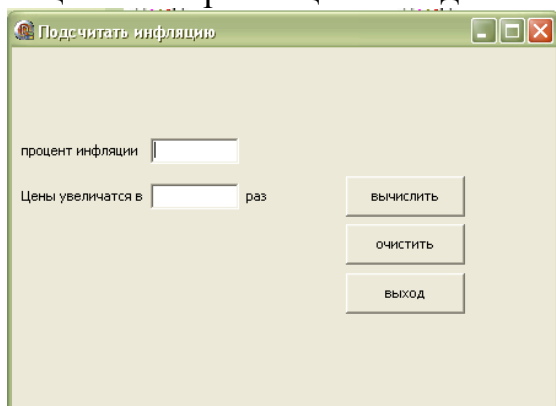 Подсчитать инфляцию
процент инфляции
Цены увеличатся в раз
вычислить
очистить
выход